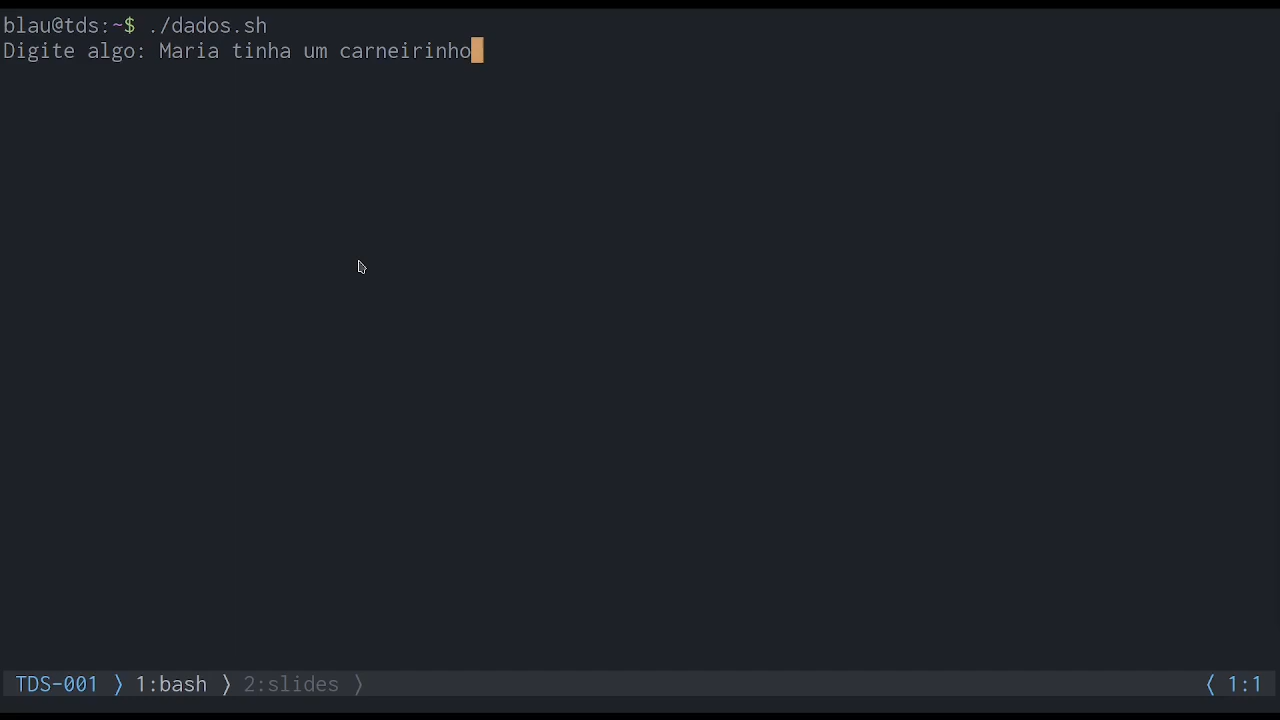 blau@tds:~$ ./dados.sh
Digite algo: Maria tinha um carneirinho
TDS-001 ⟩ 1:bash ⟩ 2:slides ⟩ ⟨ 1:1